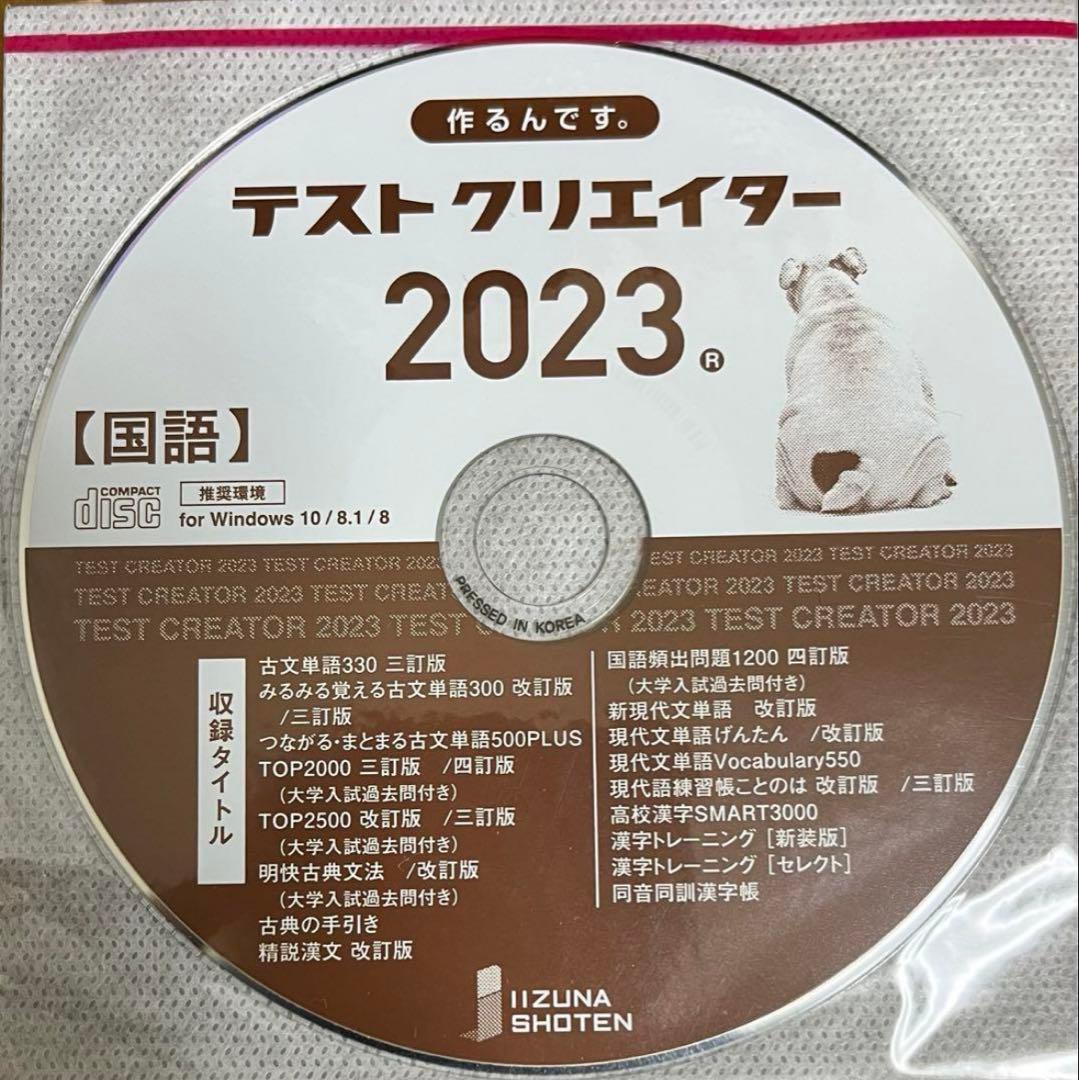 作るんです。
テストクリエイター
2023®
【国語】
COMPACT
disc
推奨環境
for Windows 10 / 8.1 / 8
TEST CREATOR 2023 TEST CREATOR 202
TEST CREATOR 2023 TEST CREA
TEST CREATOR 2023 TEST C
TEST CREATOR 2023 TEST CREATOR 2023
EATOR 2023 TEST CREATOR 2023
2023 TEST CREATOR 2023
PRESSED IN KOREA
収録タイトル
古文単語330 三訂版
みるみる覚える古文単語300 改訂版
/三訂版
つながる・まとまる古文単語500PLUS
TOP2000 三訂版 /四訂版
(大学入試過去問付き)
TOP2500 改訂版 /三訂版
(大学入試過去問付き)
明快古典文法 /改訂版
(大学入試過去問付き)
古典の手引き
精説漢文 改訂版
国語頻出問題1200 四訂版
(大学入試過去問付き)
新現代文単語 改訂版
現代文単語げんたん /改訂版
現代文単語Vocabulary550
現代語練習帳ことのは 改訂版 /三訂版
高校漢字SMART3000
漢字トレーニング [新装版]
漢字トレーニング [セレクト]
同音同訓漢字帳
IIZUNA
SHOTEN